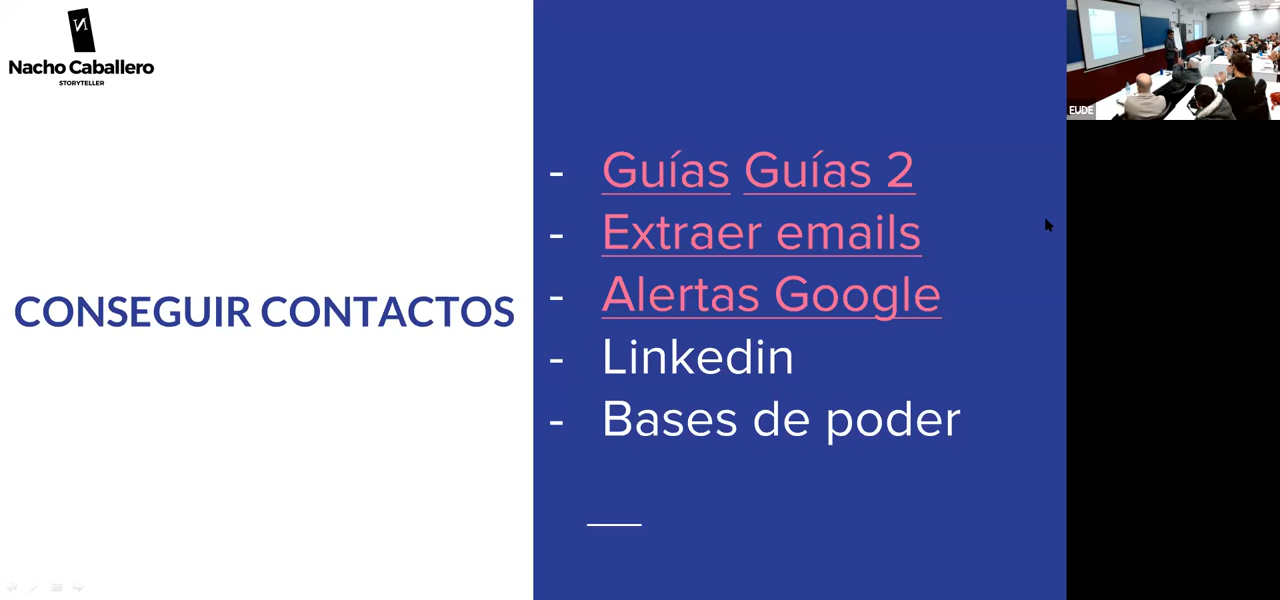 Nacho Caballero
STORYTELLER
CONSEGUIR CONTACTOS
- Guías Guías 2
- Extraer emails
- Alertas Google
- Linkedin
- Bases de poder
EUDE